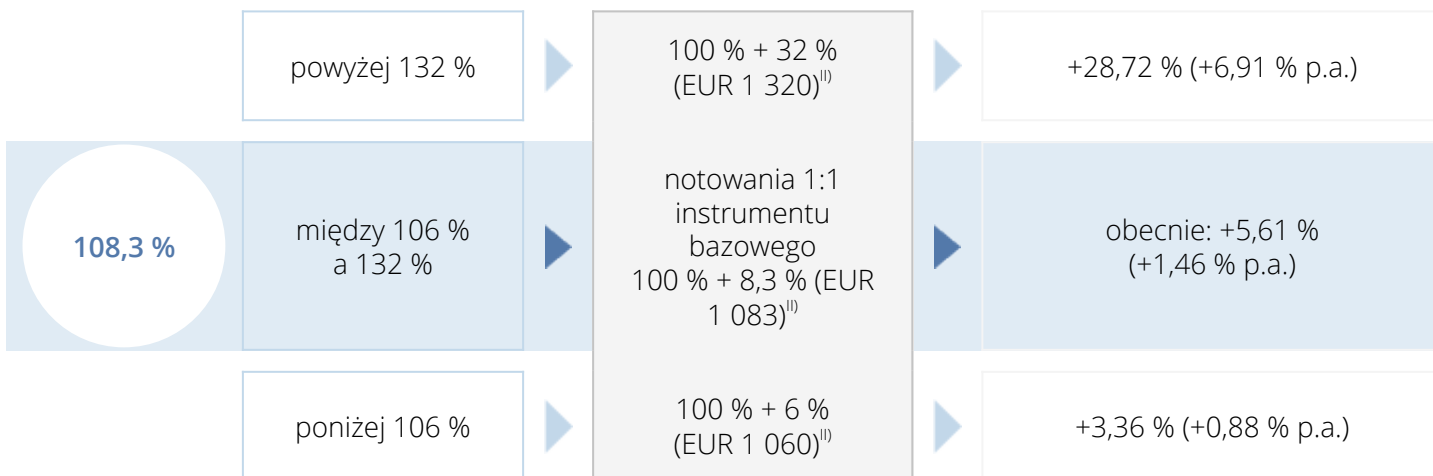 powyżej 132 %
100 % + 32 %
(EUR 1 320)II)
+28,72 % (+6,91 % p.a.)
108,3 %
między 106 %
a 132 %
notowania 1:1
instrumentu
bazowego
100 % + 8,3 % (EUR
1 083)II)
obecnie: +5,61 %
(+1,46 % p.a.)
poniżej 106 %
100 % + 6 %
(EUR 1 060)II)
+3,36 % (+0,88 % p.a.)